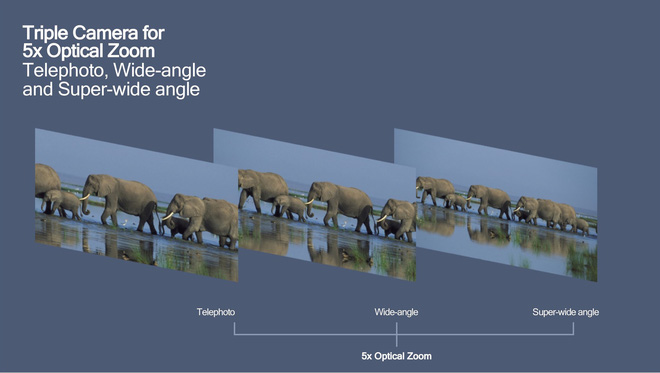 Triple Camera for
5x Optical Zoom
Telephoto, Wide-angle
and Super-wide angle
Telephoto
Wide-angle
Super-wide angle
5x Optical Zoom